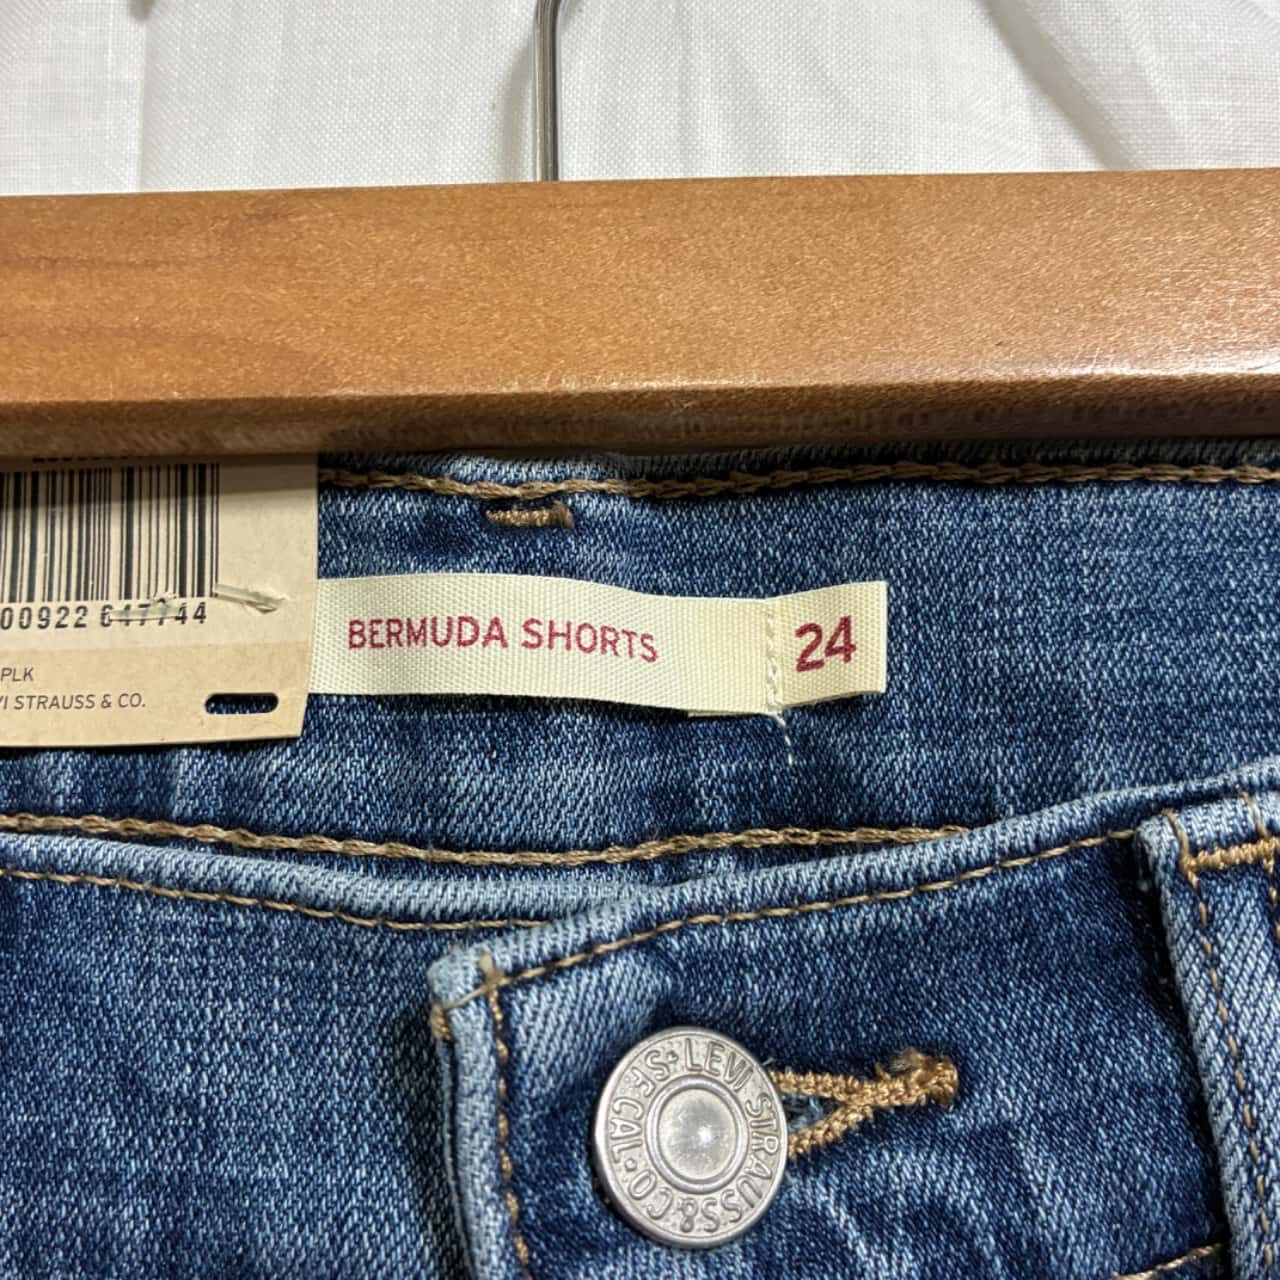 00922 647744
PLK
VI STRAUSS & CO.
BERMUDA SHORTS
24
LEVI STRAUSS & CO. S.F. CAL.